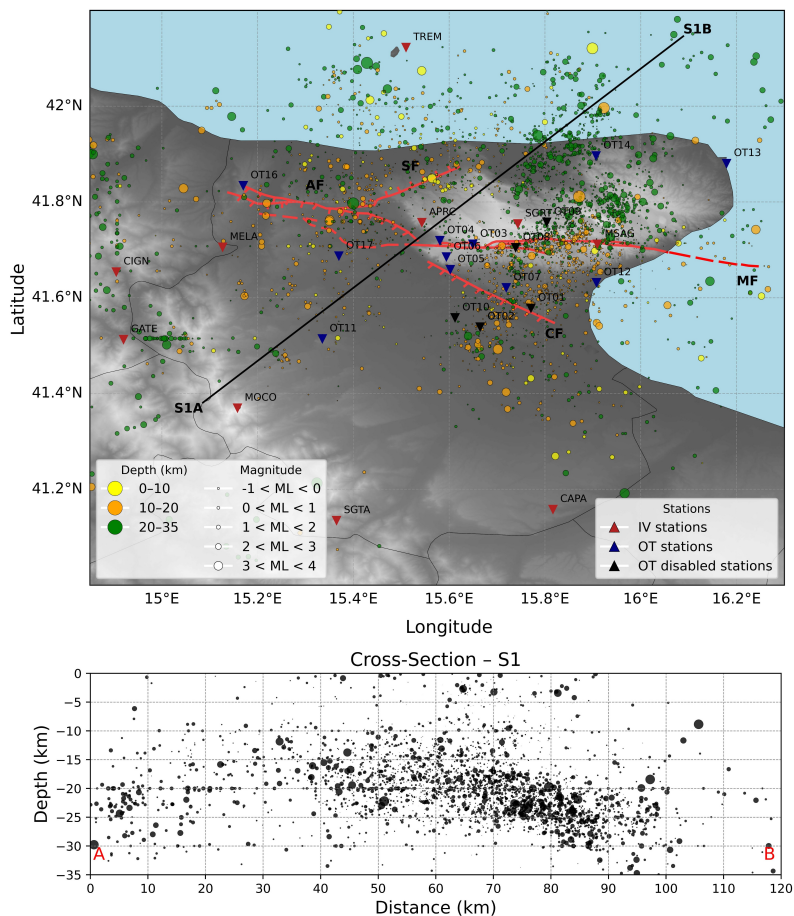 TREM
S1B
42°N
OT14
OT13
SF
OT16
AF
41.8°N
APRC
SGRT
OT09
OT04
OT03
OT08
MSAG
MELA
OT17
OT06
OT05
CIGN
OT07
OT12
MF
41.6°N
OT01
OT10
OT02
GATE
OT11
CF
41.4°N
S1A
MOCO
41.2°N
SGTA
CAPA
Latitude
Depth (km)
0–10
10–20
20–35
Magnitude
-1 < ML < 0
0 < ML < 1
1 < ML < 2
2 < ML < 3
3 < ML < 4
Stations
IV stations
OT stations
OT disabled stations
15°E
15.2°E
15.4°E
15.6°E
15.8°E
16°E
16.2°E
Longitude
Cross-Section – S1
0
−5
−10
−15
−20
−25
−30
−35
Depth (km)
A
B
0
10
20
30
40
50
60
70
80
90
100
110
120
Distance (km)